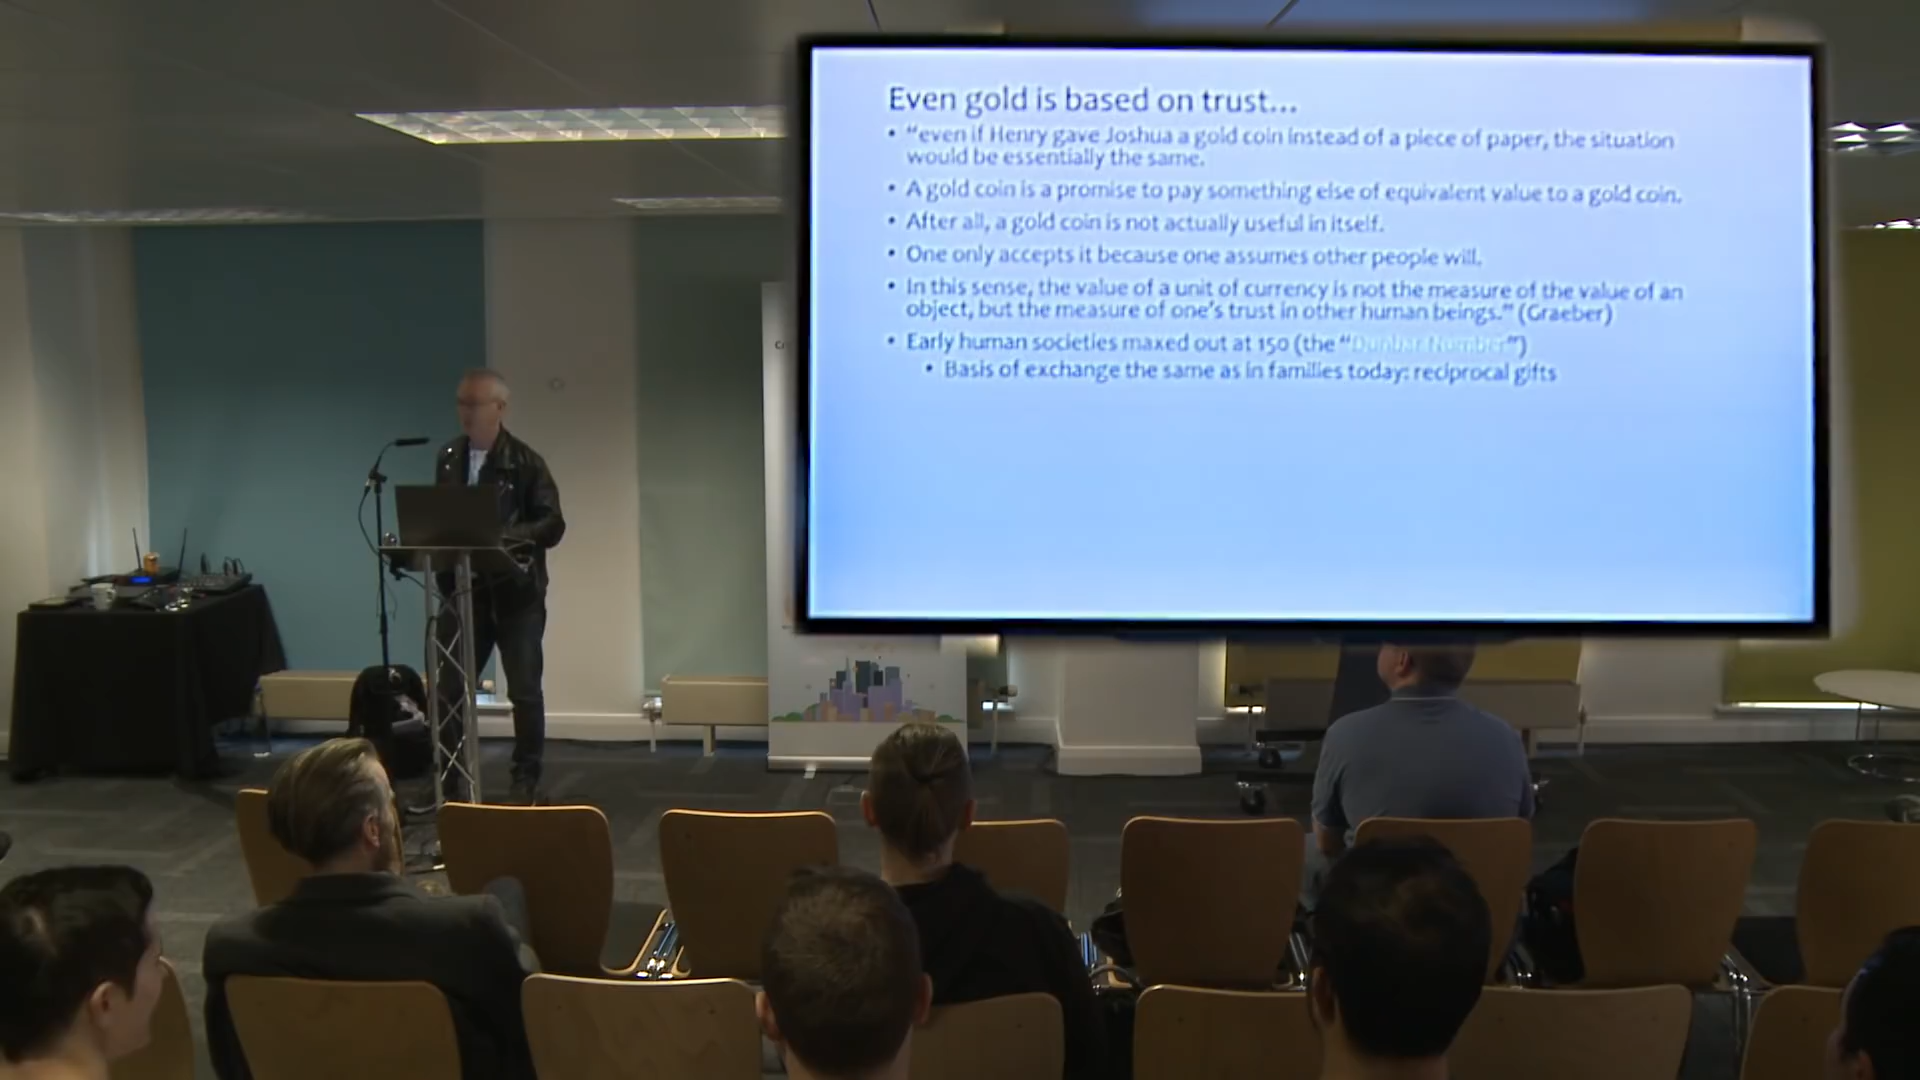 Even gold is based on trust...
• “even if Henry gave Joshua a gold coin instead of a piece of paper, the situation
would be essentially the same.
• A gold coin is a promise to pay something else of equivalent value to a gold coin.
• After all, a gold coin is not actually useful in itself.
• One only accepts it because one assumes other people will.
• In this sense, the value of a unit of currency is not the measure of the value of an
object, but the measure of one’s trust in other human beings.” (Graeber)
• Early human societies maxed out at 150 (the “Dunbar Number”)
• Basis of exchange the same as in families today: reciprocal gifts